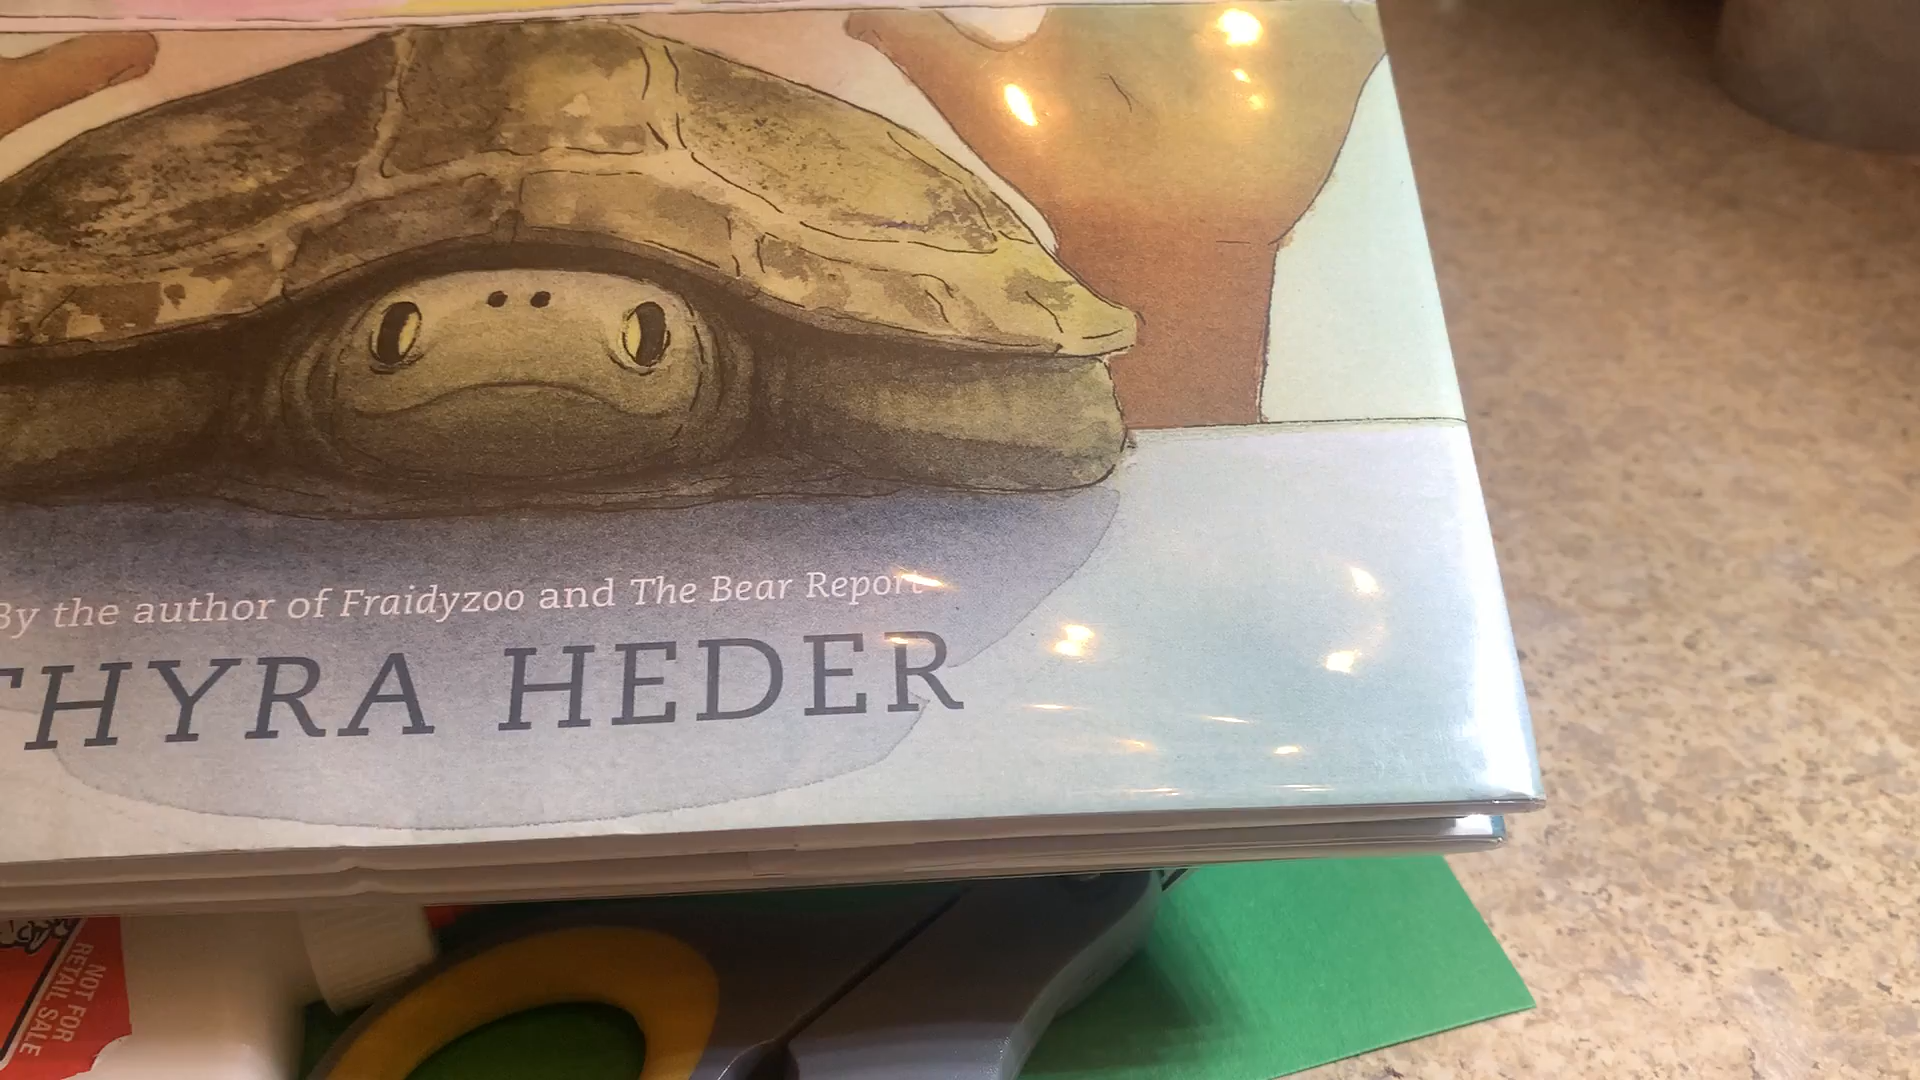 By the author of Fraidyzoo and The Bear Report
THYRA HEDER
NOT FOR
RETAIL SALE